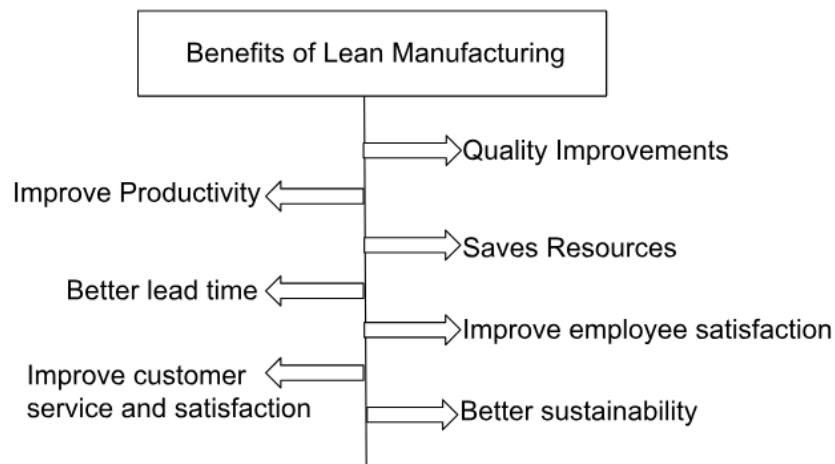 Benefits of Lean Manufacturing
Quality Improvements
Improve Productivity
Saves Resources
Better lead time
Improve employee satisfaction
Improve customer
service and satisfaction
Better sustainability